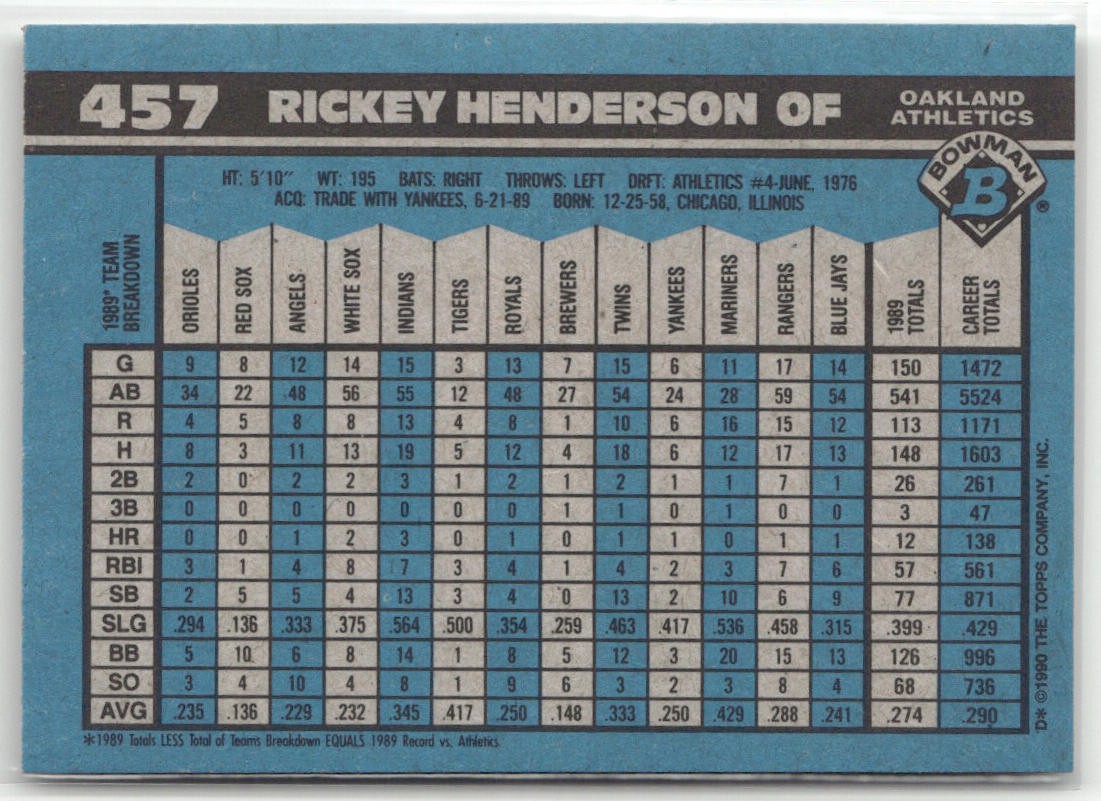 457 RICKEY HENDERSON OF OAKLAND ATHLETICS
BOWMAN
B
®
HT: 5'10" WT: 195 BATS: RIGHT THROWS: LEFT DRFT: ATHLETICS #4-JUNE, 1976
ACQ: TRADE WITH YANKEES, 6-21-89 BORN: 12-25-58, CHICAGO, ILLINOIS
1989* TEAM BREAKDOWN ORIOLES RED SOX ANGELS WHITE SOX INDIANS TIGERS ROYALS BREWERS TWINS YANKEES MARINERS RANGERS BLUE JAYS 1989 TOTALS CAREER TOTALS
G 9 8 12 14 15 3 13 7 15 6 11 17 14 150 1472
AB 34 22 48 56 55 12 48 27 54 24 28 59 54 541 5524
R 4 5 8 8 13 4 8 1 10 6 16 15 12 113 1171
H 8 3 11 13 19 5 12 4 18 6 12 17 13 148 1603
2B 2 0 2 2 3 1 2 1 2 1 1 7 1 26 261
3B 0 0 0 0 0 0 0 1 1 0 1 0 0 3 47
HR 0 0 1 2 3 0 1 0 1 1 0 1 1 12 138
RBI 3 1 4 8 7 3 4 1 4 2 3 7 6 57 561
SB 2 5 5 4 13 3 4 0 13 2 10 6 9 77 871
SLG .294 .136 .333 .375 .564 .500 .354 .259 .463 .417 .536 .458 .315 .399 .429
BB 5 10 6 8 14 1 8 5 12 3 20 15 13 126 996
SO 3 4 10 4 8 1 9 6 3 2 3 8 4 68 736
AVG .235 .136 .229 .232 .345 .417 .250 .148 .333 .250 .429 .288 .241 .274 .290
*1989 Totals LESS Total of Teams Breakdown EQUALS 1989 Record vs. Athletics.
D* ©1990 THE TOPPS COMPANY, INC.